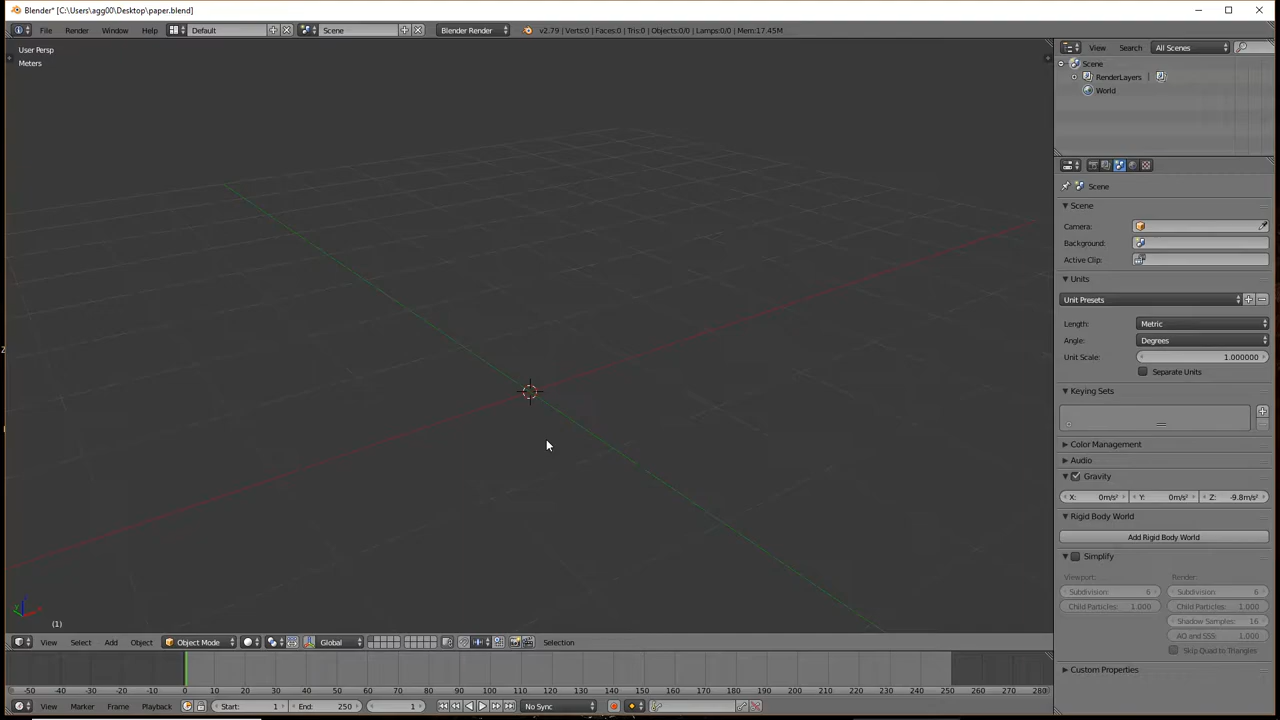 Blender* [C:\Users\agg00\Desktop\paper.blend]
File Render Window Help Default Scene Blender Render v2.79 | Verts:0 | Faces:0 | Tris:0 | Objects:0/0 | Lamps:0/0 | Mem:17.45M
User Persp
Meters
(1)
View Search All Scenes
Scene
RenderLayers
World
Scene
Scene
Camera:
Background:
Active Clip:
Units
Unit Presets
Length: Metric
Angle: Degrees
Unit Scale: 1.000000
Separate Units
Keying Sets
Color Management
Audio
Gravity
X: 0m/s² Y: 0m/s² Z: -9.8m/s²
Rigid Body World
Add Rigid Body World
Simplify
Viewport: Render:
Subdivision: 6 Subdivision: 6
Child Particles: 1.000 Child Particles: 1.000
Shadow Samples: 16
AO and SSS: 1.000
Skip Quad to Triangles
Custom Properties
View Select Add Object Object Mode Global Selection
-50 -40 -30 -20 -10 0 10 20 30 40 50 60 70 80 90 100 110 120 130 140 150 160 170 180 190 200 210 220 230 240 250 260 270 280
View Marker Frame Playback Start: 1 End: 250 1 No Sync